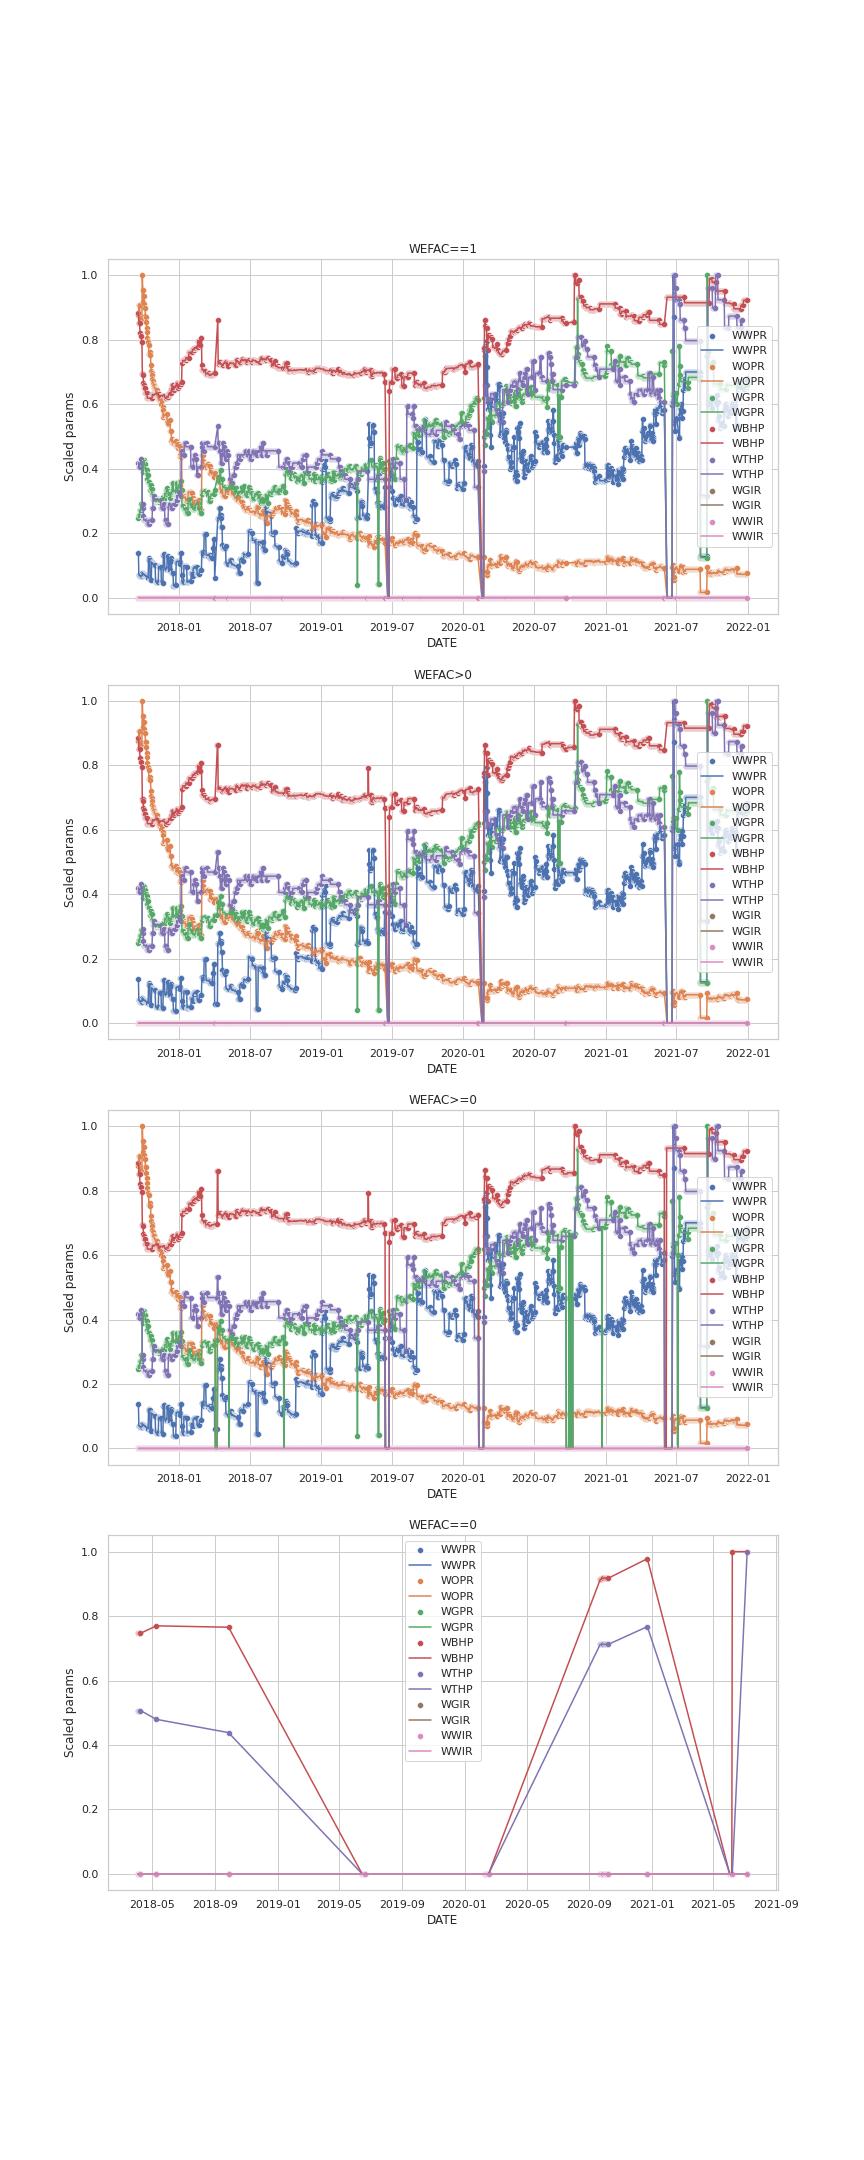 WEFAC==1
1.0
0.8
0.6
0.4
0.2
0.0
Scaled params
WWPR
WWPR
WOPR
WOPR
WGPR
WGPR
WBHP
WBHP
WTHP
WTHP
WGIR
WGIR
WWIR
WWIR
2018-01 2018-07 2019-01 2019-07 2020-01 2020-07 2021-01 2021-07 2022-01
DATE
WEFAC>0
1.0
0.8
0.6
0.4
0.2
0.0
Scaled params
WWPR
WWPR
WOPR
WOPR
WGPR
WGPR
WBHP
WBHP
WTHP
WTHP
WGIR
WGIR
WWIR
WWIR
2018-01 2018-07 2019-01 2019-07 2020-01 2020-07 2021-01 2021-07 2022-01
DATE
WEFAC>=0
1.0
0.8
0.6
0.4
0.2
0.0
Scaled params
WWPR
WWPR
WOPR
WOPR
WGPR
WGPR
WBHP
WBHP
WTHP
WTHP
WGIR
WGIR
WWIR
WWIR
2018-01 2018-07 2019-01 2019-07 2020-01 2020-07 2021-01 2021-07 2022-01
DATE
WEFAC==0
1.0
0.8
0.6
0.4
0.2
0.0
Scaled params
WWPR
WWPR
WOPR
WOPR
WGPR
WGPR
WBHP
WBHP
WTHP
WTHP
WGIR
WGIR
WWIR
WWIR
2018-05 2018-09 2019-01 2019-05 2019-09 2020-01 2020-05 2020-09 2021-01 2021-05 2021-09
DATE